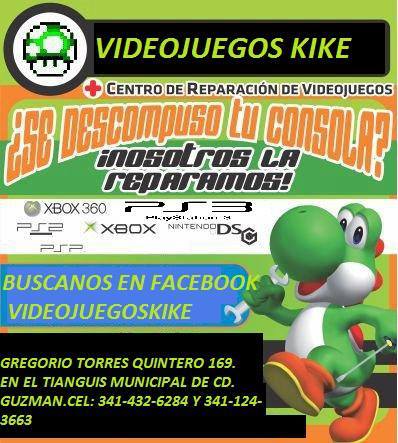 VIDEOJUEGOS KIKE
CENTRO DE REPARACIÓN DE VIDEOJUEGOS
¿SE DESCOMPUSO tu CONSOLA?
¡NOSOTROS LA
REPARAMOS!
XBOX 360 PS3
PlayStation 3
PS2 XBOX NINTENDO DS
PSP
BUSCANOS EN FACEBOOK
VIDEOJUEGOSKIKE
GREGORIO TORRES QUINTERO 169.
EN EL TIANGUIS MUNICIPAL DE CD.
GUZMAN.CEL: 341-432-6284 Y 341-124-
3663